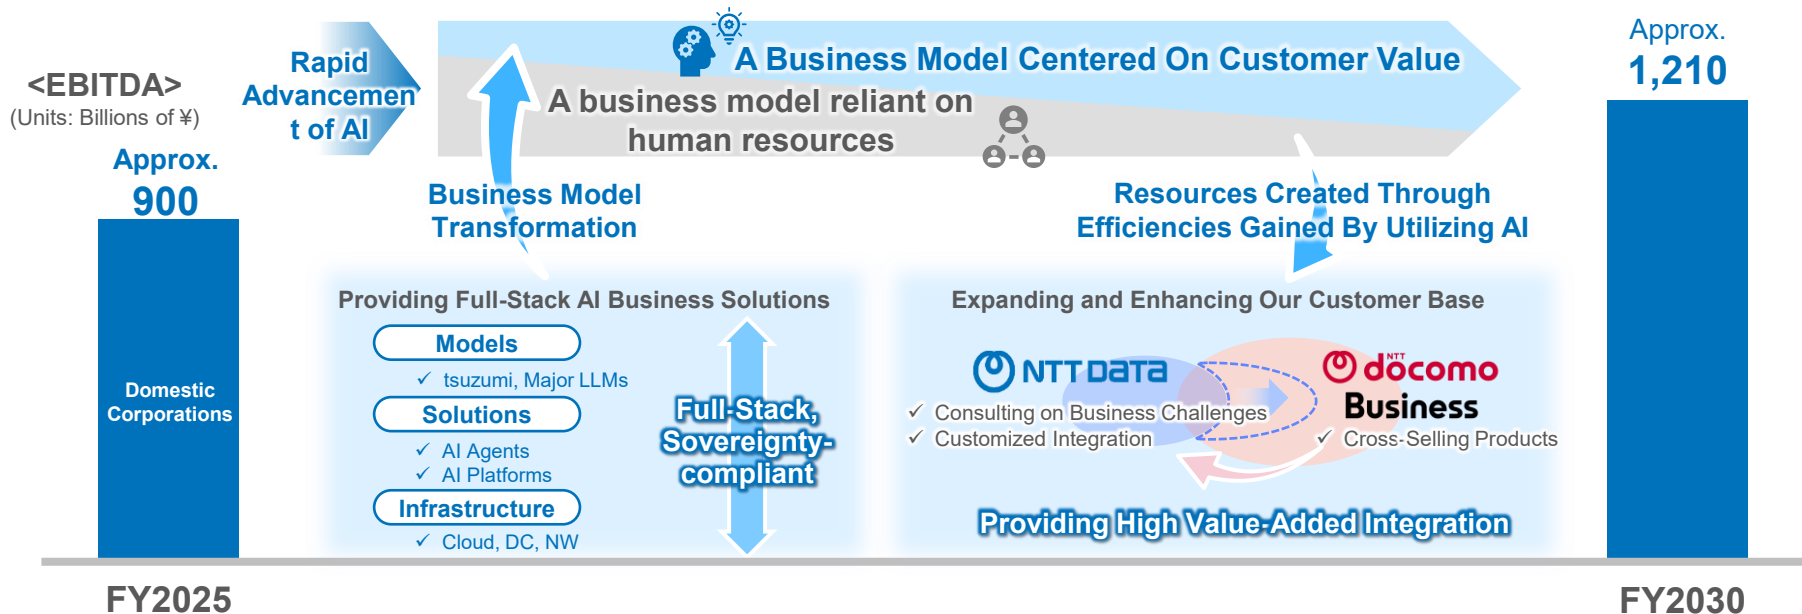 <EBITDA>
(Units: Billions of ¥)
Approx.
900
Domestic
Corporations
FY2025
Rapid
Advancemen
t of AI
A Business Model Centered On Customer Value
A business model reliant on
human resources
Business Model
Transformation
Resources Created Through
Efficiencies Gained By Utilizing AI
Providing Full-Stack AI Business Solutions
Models
✓ tsuzumi, Major LLMs
Solutions
✓ AI Agents
✓ AI Platforms
Infrastructure
✓ Cloud, DC, NW
Full-Stack,
Sovereignty-
compliant
Expanding and Enhancing Our Customer Base
NTT DATA
✓ Consulting on Business Challenges
✓ Customized Integration
NTT
döcomo
Business
✓ Cross-Selling Products
Providing High Value-Added Integration
Approx.
1,210
FY2030